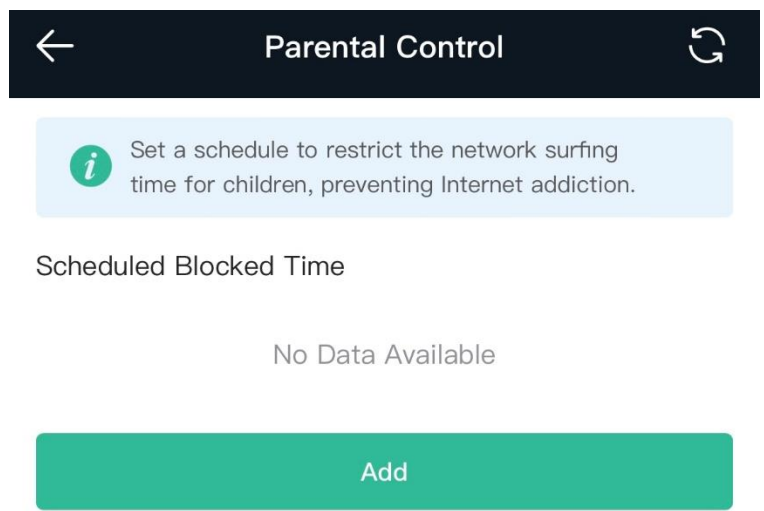 Parental Control
Set a schedule to restrict the network surfing
time for children, preventing Internet addiction.
Scheduled Blocked Time
No Data Available
Add